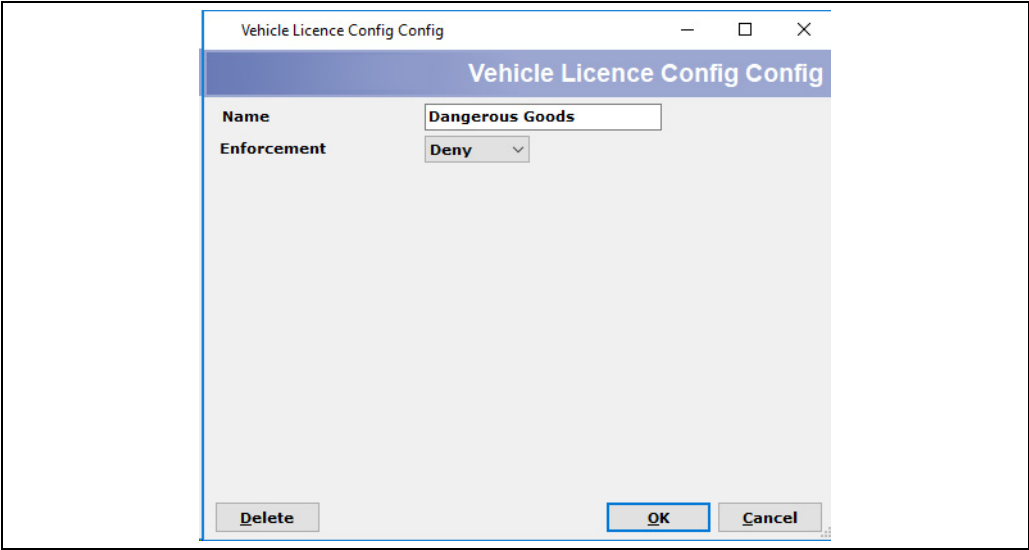 Vehicle Licence Config Config
Vehicle Licence Config Config
Name Dangerous Goods
Enforcement Deny
Delete OK Cancel